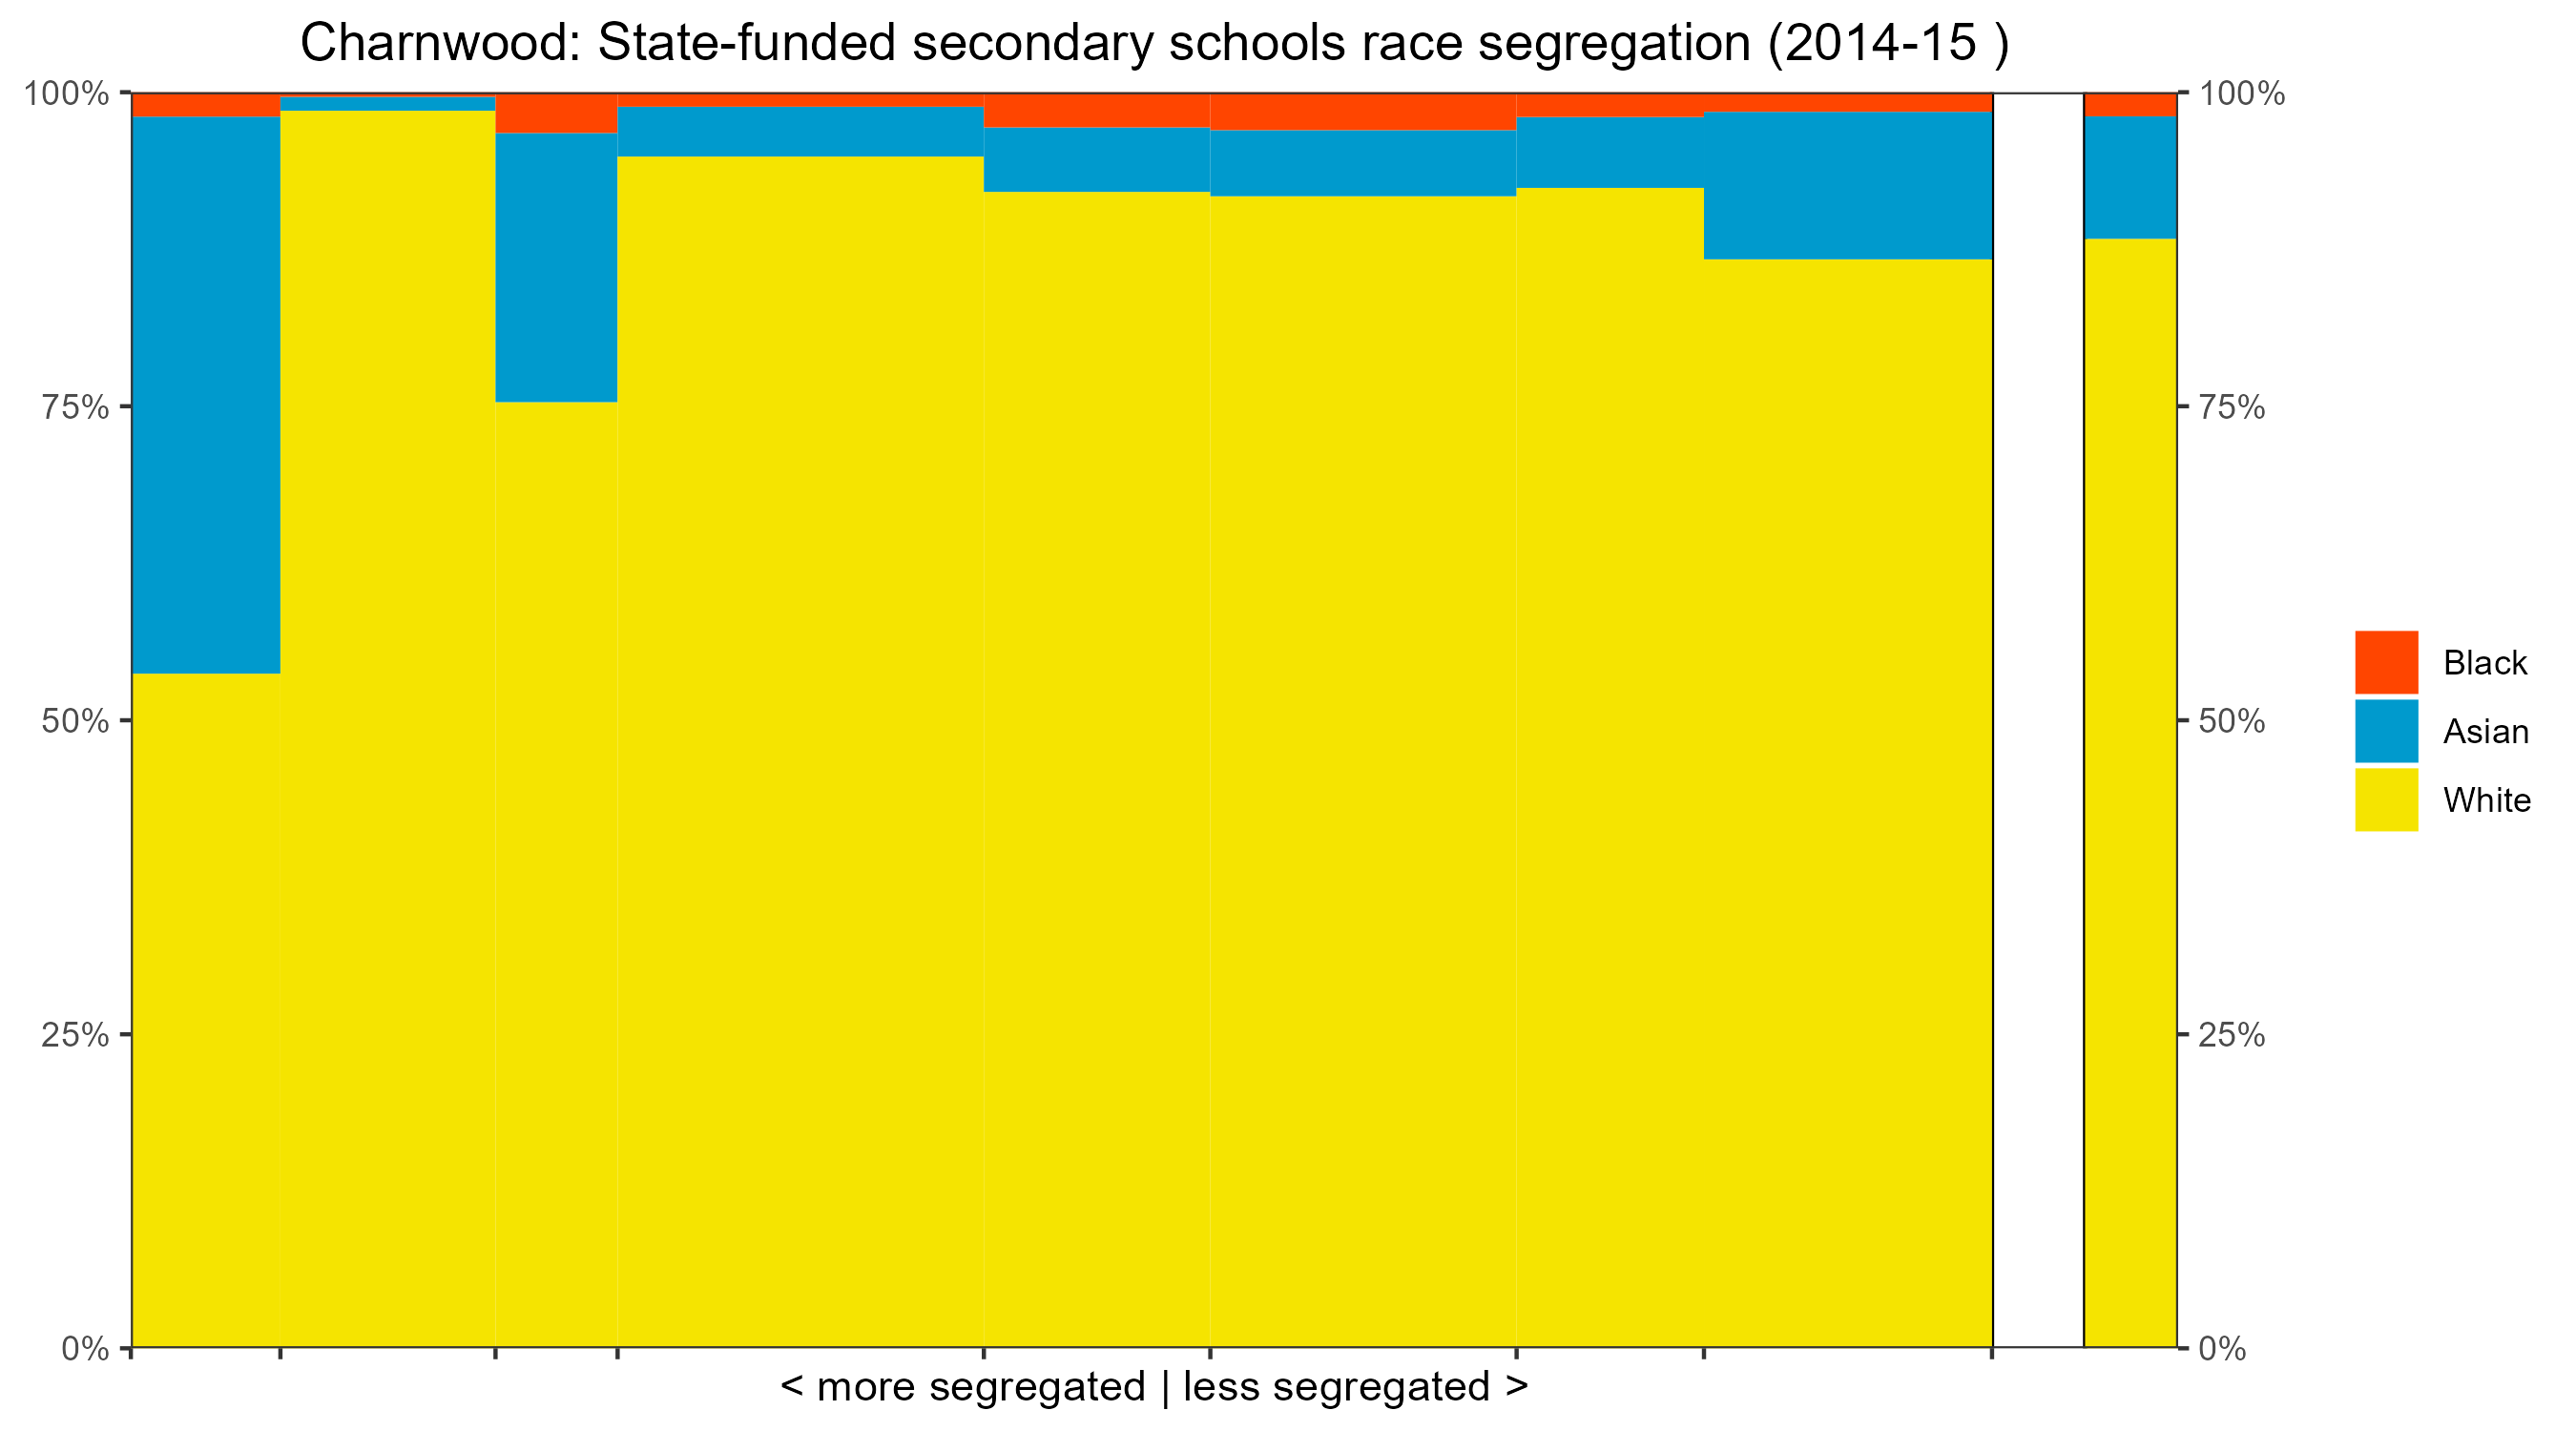 Charnwood: State-funded secondary schools race segregation (2014-15 )
100%
75%
50%
25%
0%
100%
75%
50%
25%
0%
Black
Asian
White
< more segregated | less segregated >